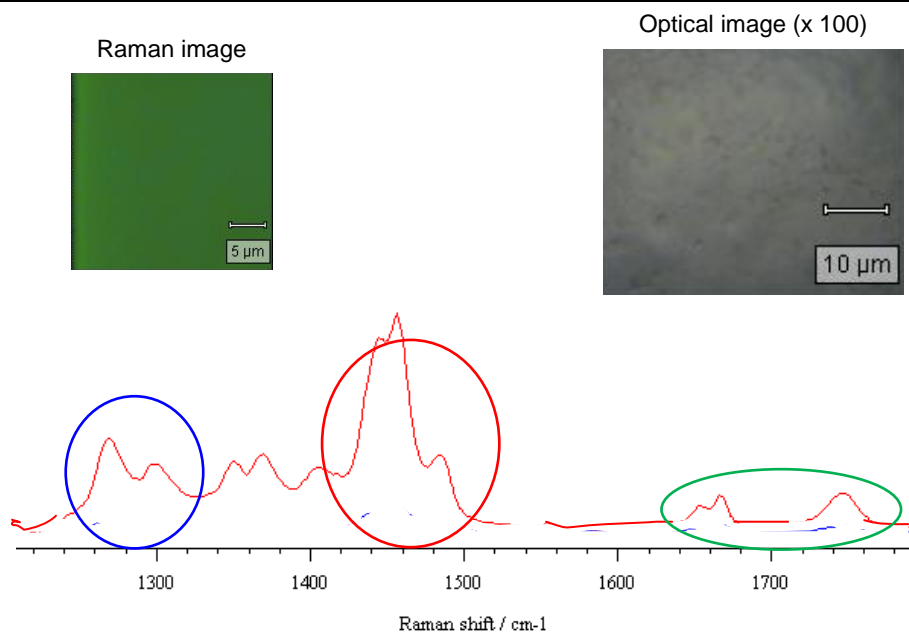 Optical image (x 100)
Raman image
5 µm
10 µm
1300 1400 1500 1600 1700
Raman shift / cm-1